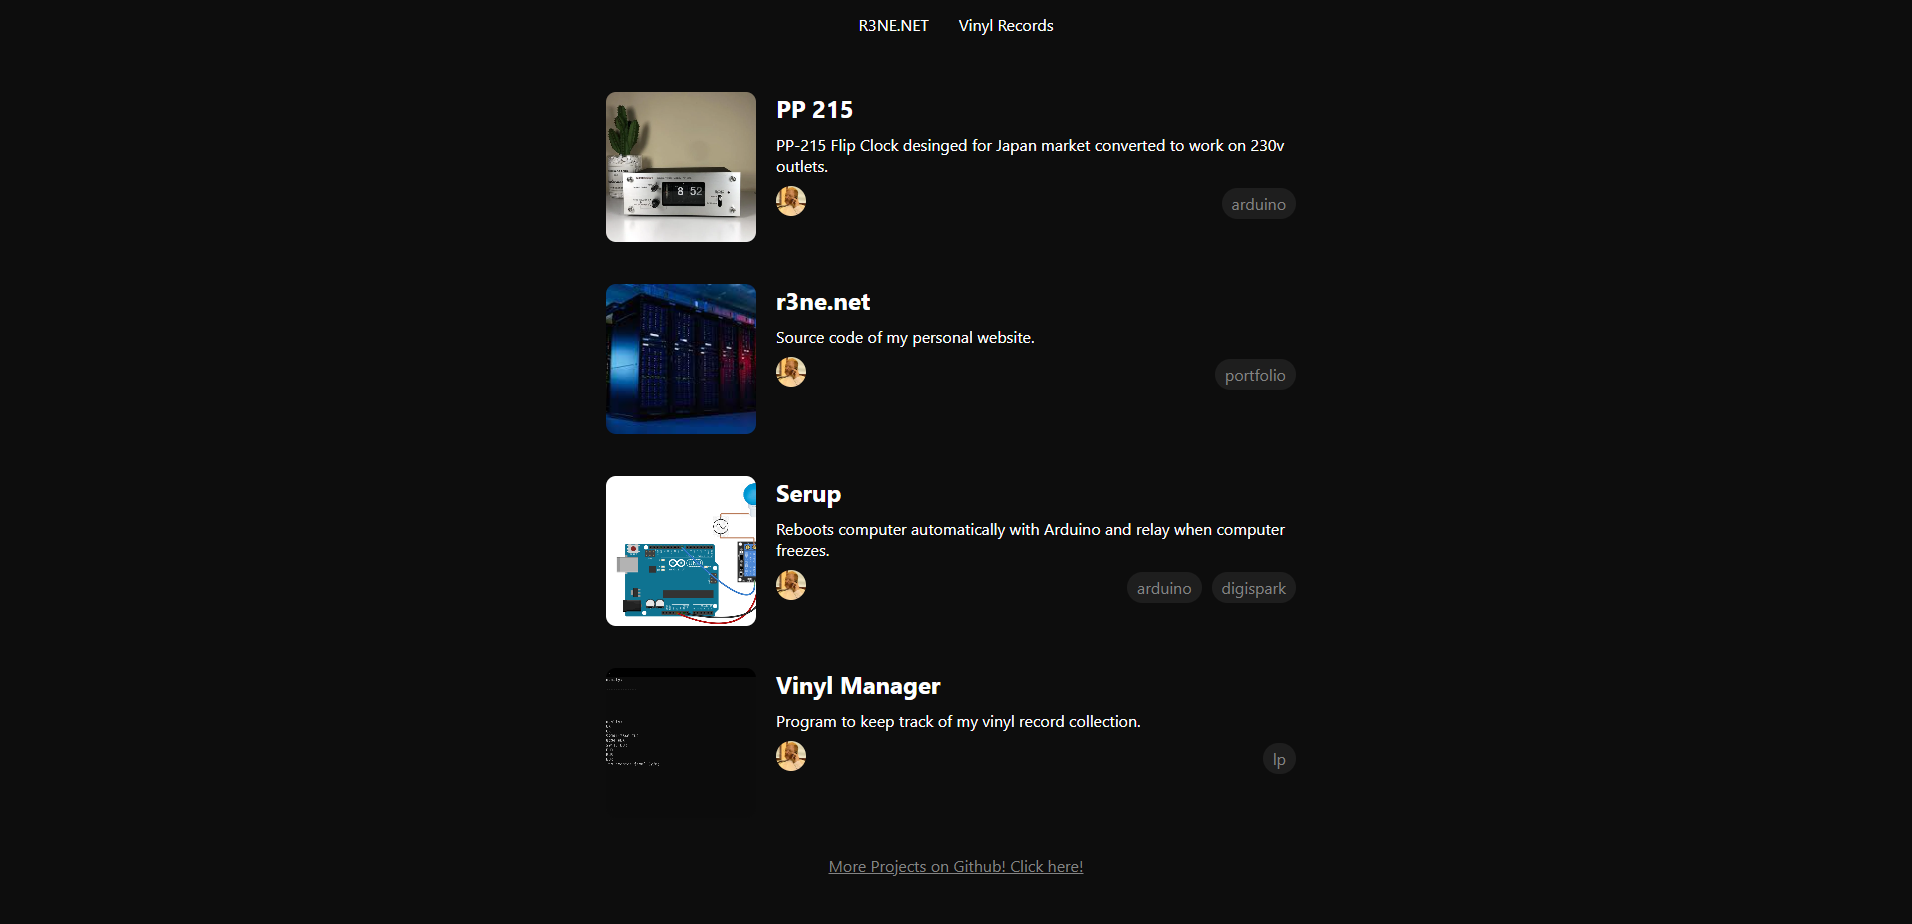 R3NE.NET Vinyl Records
PP 215
PP-215 Flip Clock desinged for Japan market converted to work on 230v
outlets.
8 52
arduino
r3ne.net
Source code of my personal website.
portfolio
Serup
Reboots computer automatically with Arduino and relay when computer
freezes.
UNO
arduino digispark
Vinyl Manager
Program to keep track of my vinyl record collection.
lp
More Projects on Github! Click here!